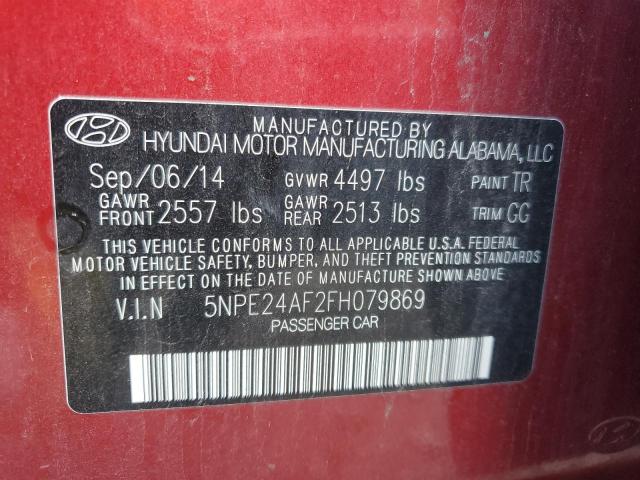 MANUFACTURED BY
HYUNDAI MOTOR MANUFACTURING ALABAMA, LLC
Sep/06/14 GVWR 4497 lbs PAINT TR
GAWR FRONT 2557 lbs GAWR REAR 2513 lbs TRIM GG
THIS VEHICLE CONFORMS TO ALL APPLICABLE U.S.A. FEDERAL
MOTOR VEHICLE SAFETY, BUMPER, AND THEFT PREVENTION STANDARDS
IN EFFECT ON THE DATE OF MANUFACTURE SHOWN ABOVE.
V.I.N 5NPE24AF2FH079869
PASSENGER CAR